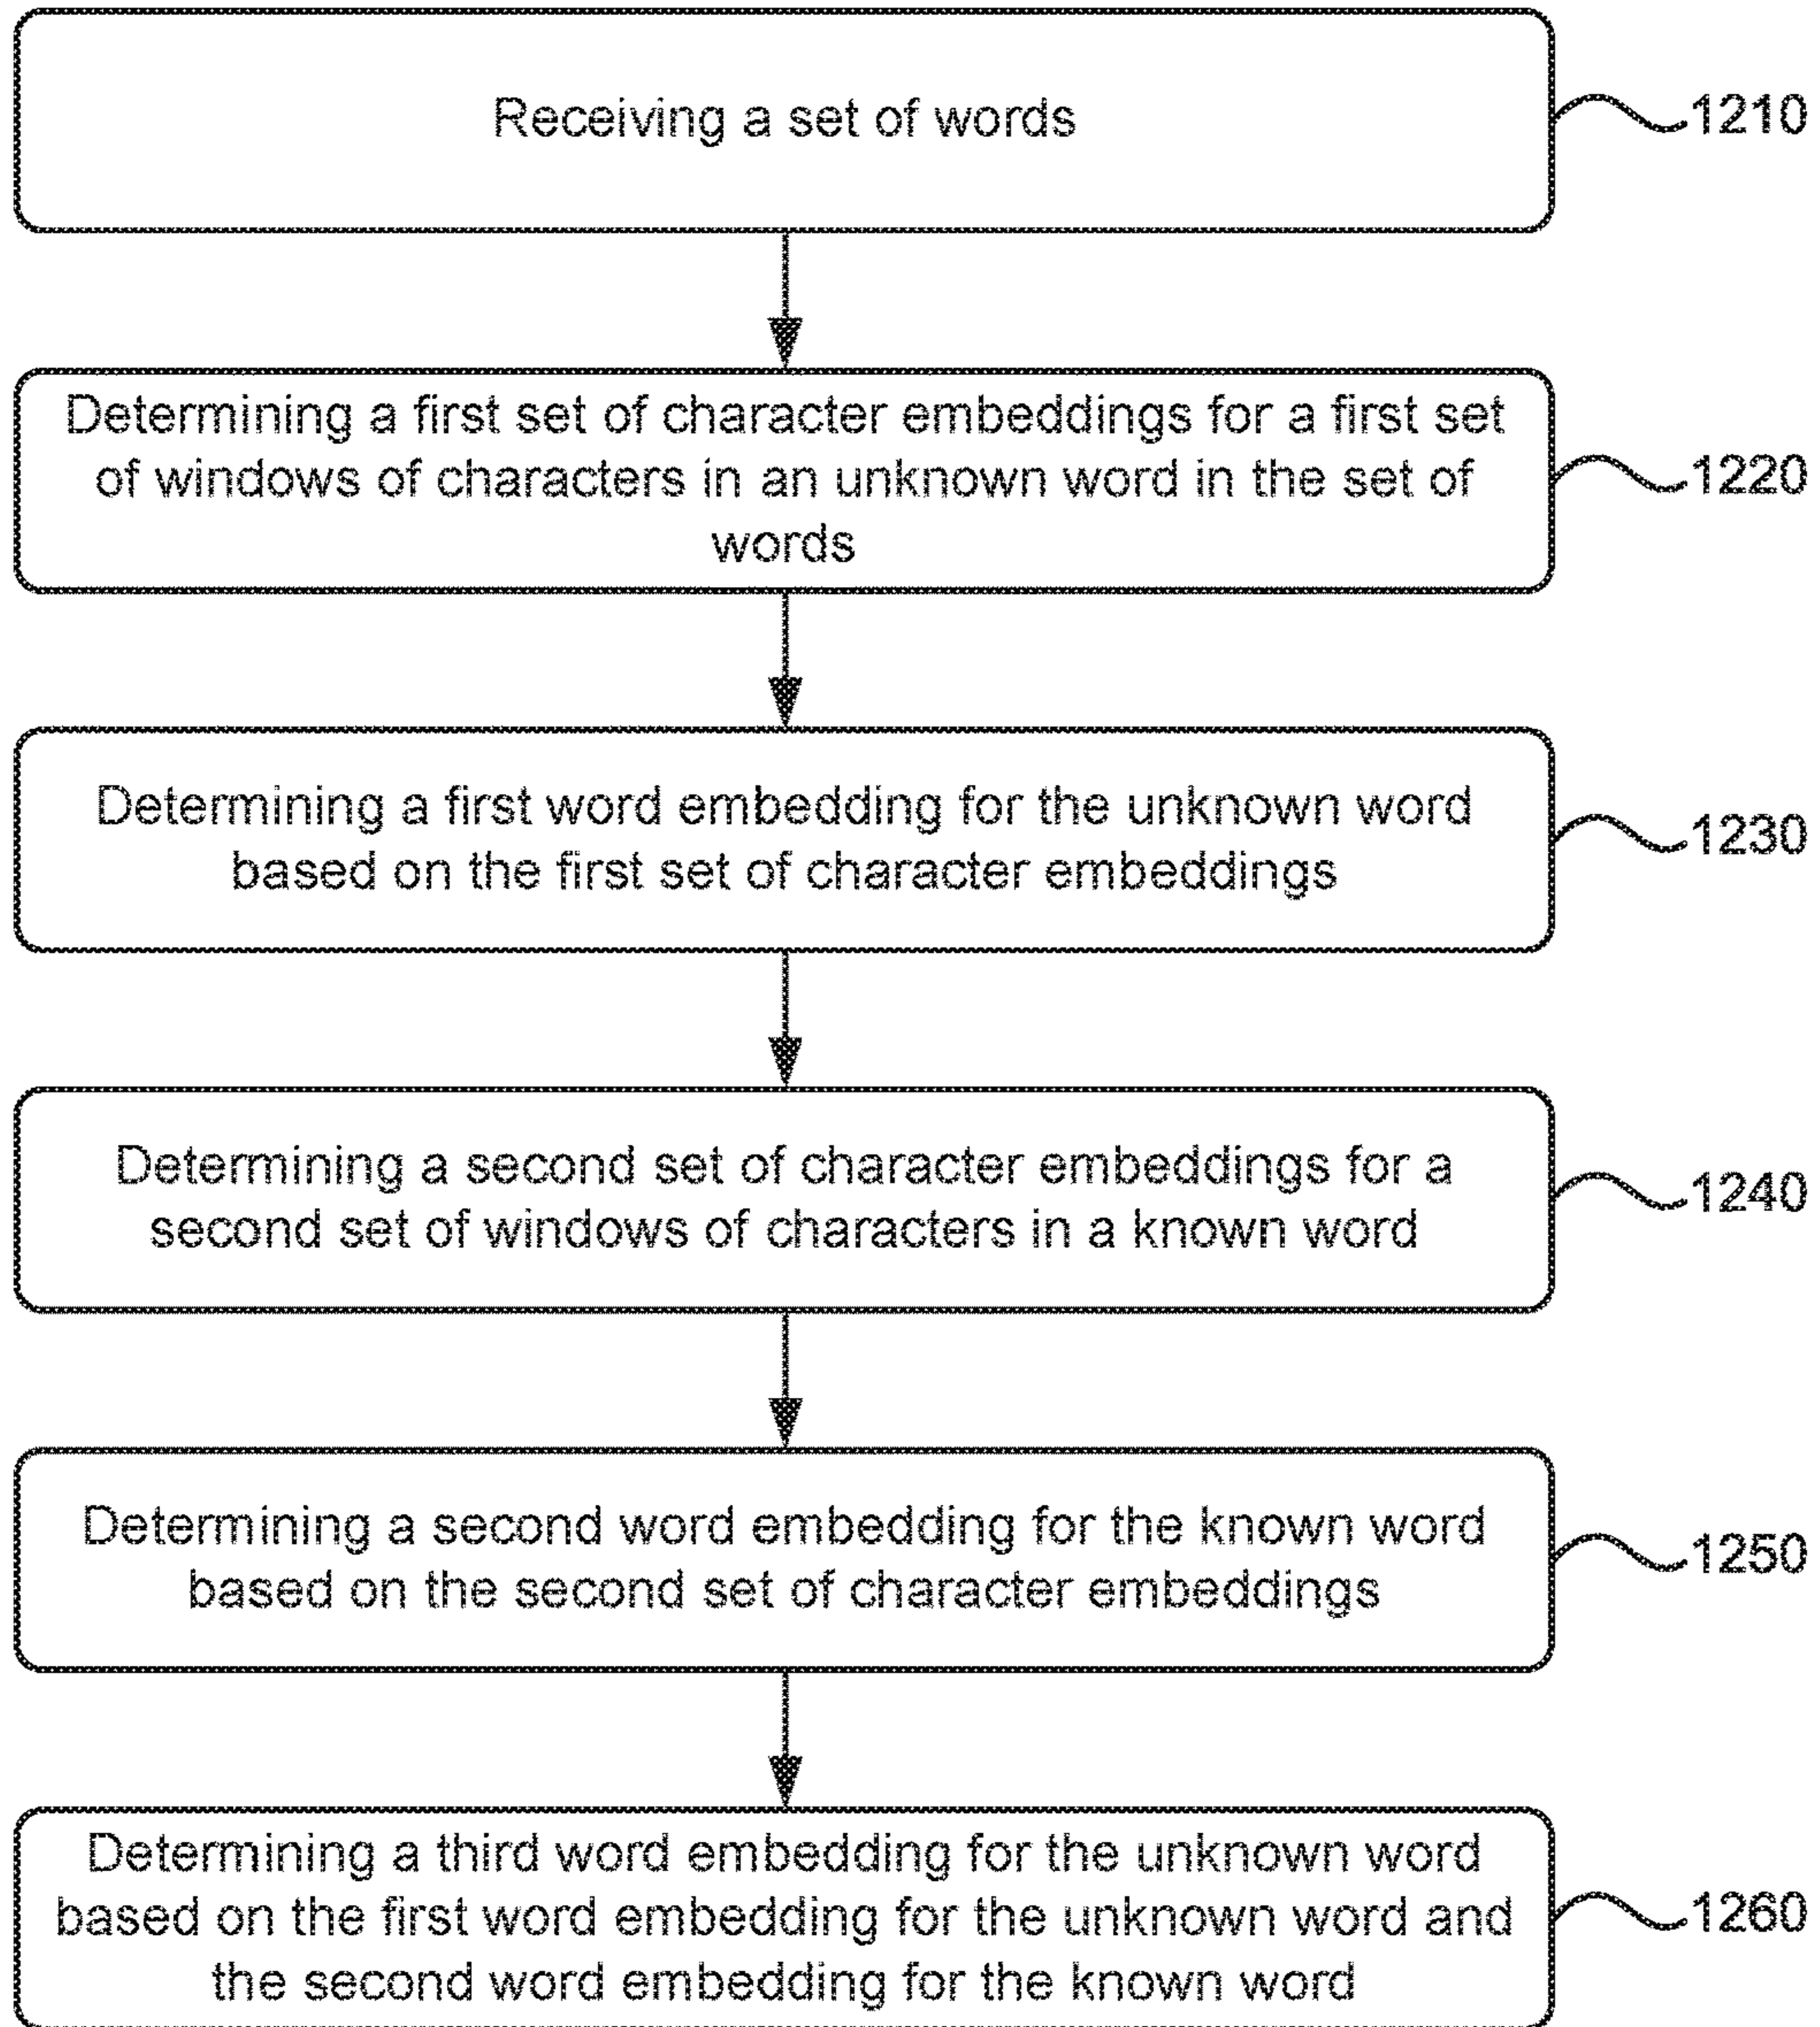 Receiving a set of words
1210
Determining a first set of character embeddings for a first set
of windows of characters in an unknown word in the set of
words
1220
Determining a first word embedding for the unknown word
based on the first set of character embeddings
1230
Determining a second set of character embeddings for a
second set of windows of characters in a known word
1240
Determining a second word embedding for the known word
based on the second set of character embeddings
1250
Determining a third word embedding for the unknown word
based on the first word embedding for the unknown word and
the second word embedding for the known word
1260